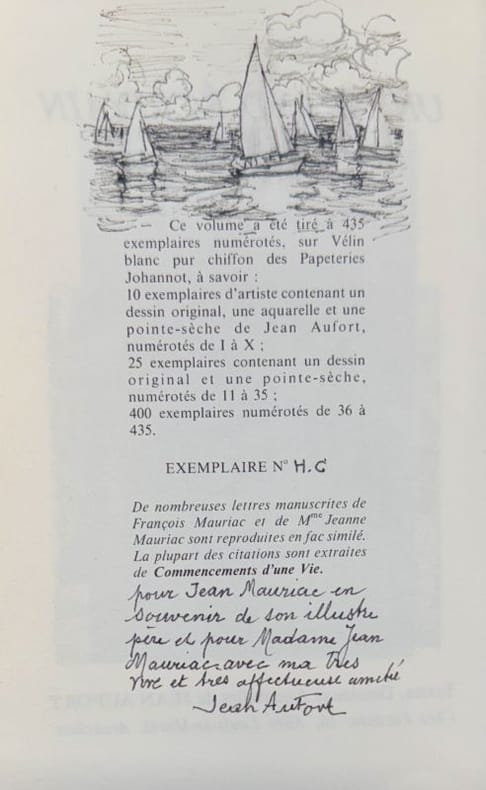 — Ce volume a été tiré à 435
exemplaires numérotés, sur Vélin
blanc pur chiffon des Papeteries
Johannot, à savoir :
10 exemplaires d'artiste contenant un
dessin original, une aquarelle et une
pointe-sèche de Jean Aufort,
numérotés de I à X ;
25 exemplaires contenant un dessin
original et une pointe-sèche,
numérotés de 11 à 35 ;
400 exemplaires numérotés de 36 à
435.
EXEMPLAIRE N° H.C
De nombreuses lettres manuscrites de
François Mauriac et de Mme Jeanne
Mauriac sont reproduites en fac similé.
La plupart des citations sont extraites
de Commencements d'une Vie.
pour Jean Mauriac en
souvenir de son illustre
père et pour Madame Jean
Mauriac avec ma très
vive et très affectueuse amitié
Jean Aufort